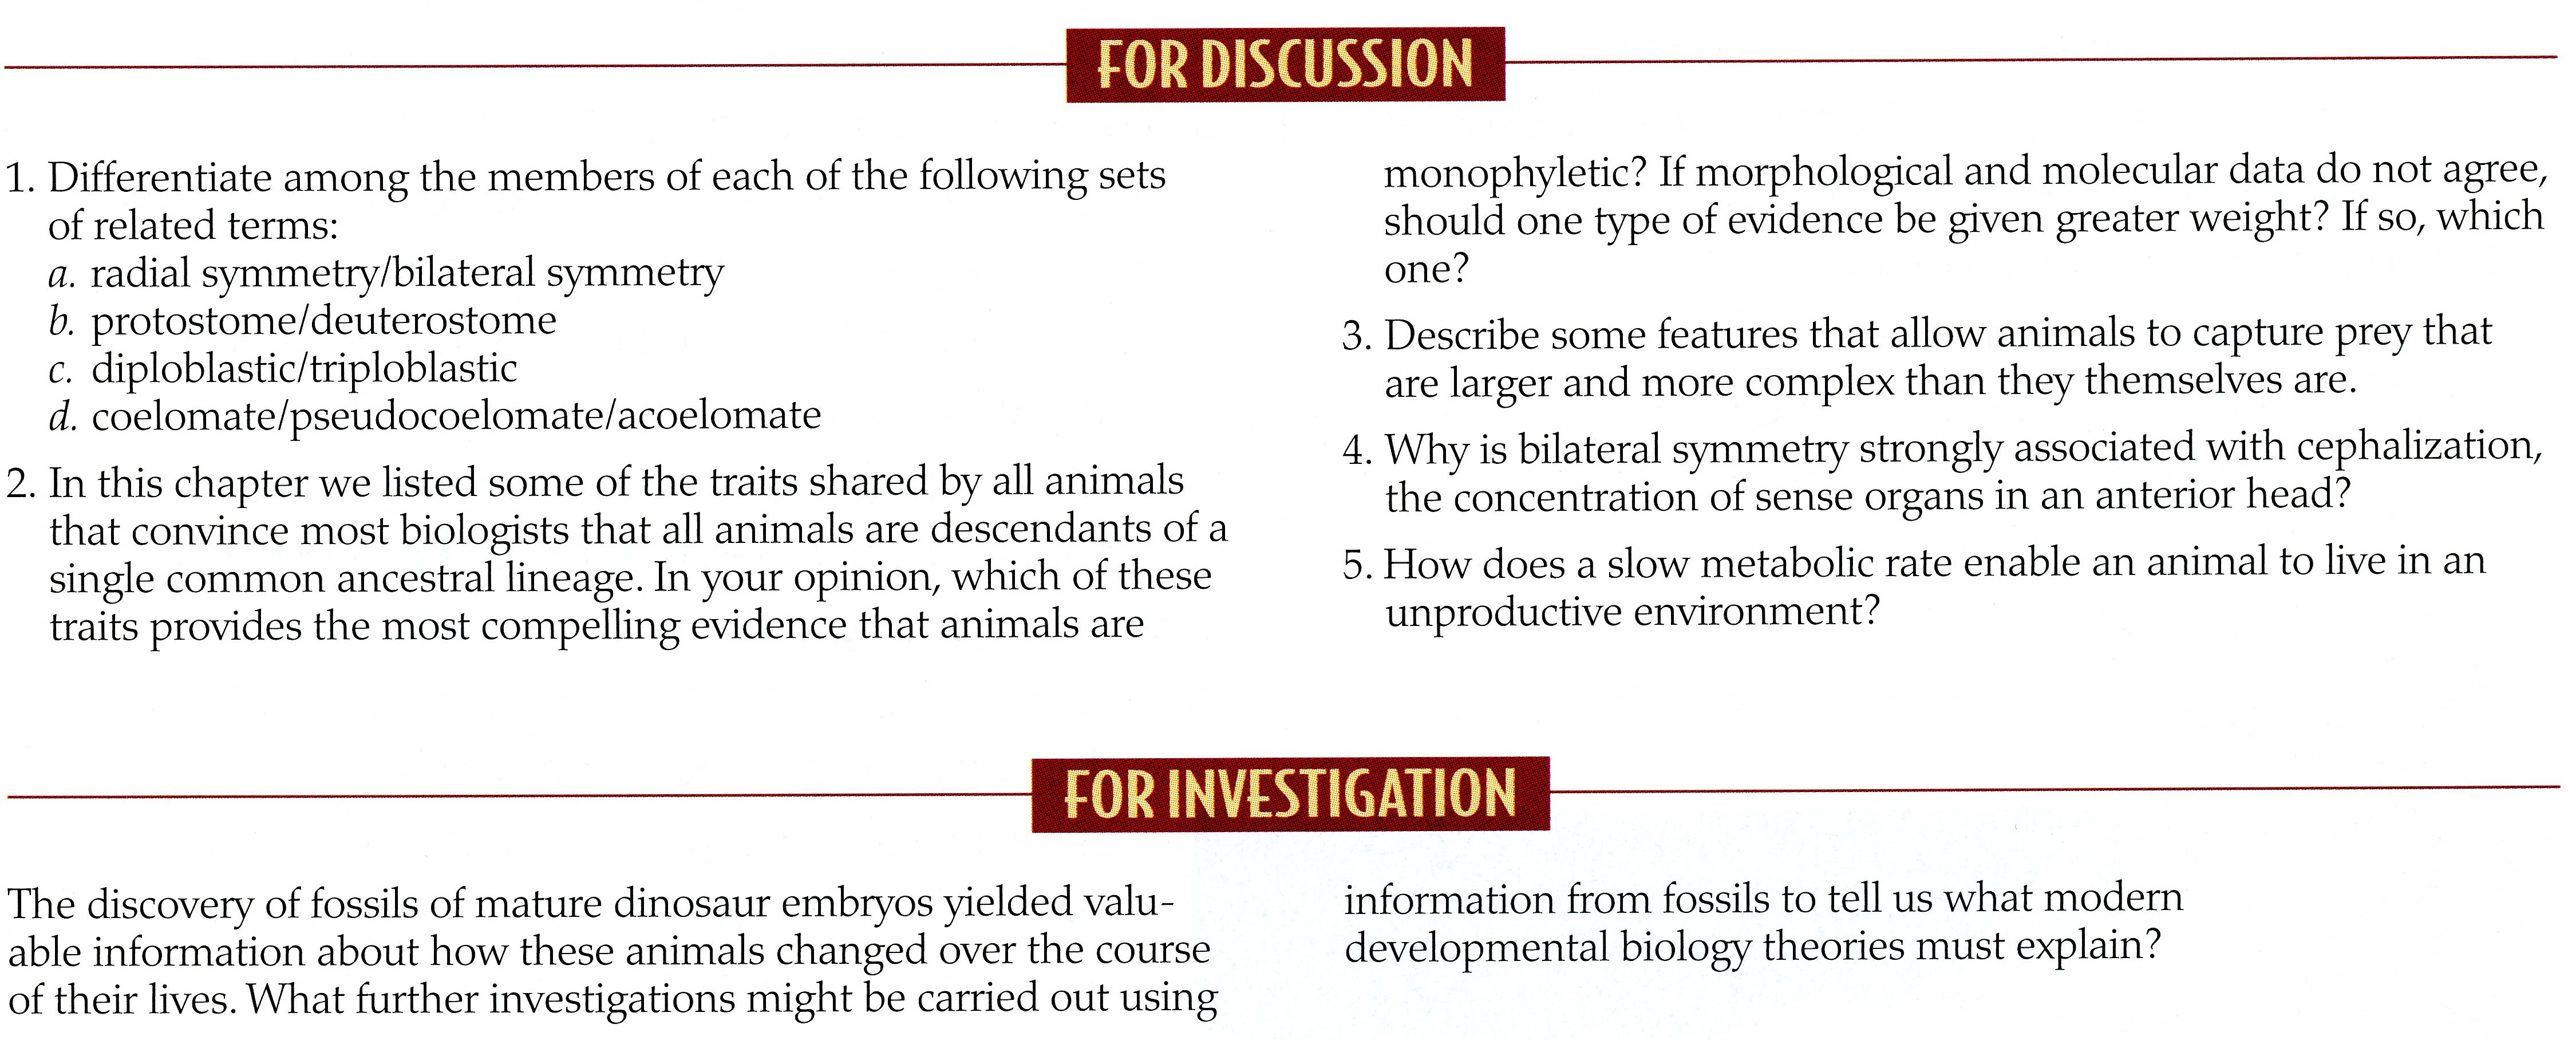 FOR DISCUSSION
1. Differentiate among the members of each of the following sets
of related terms:
a. radial symmetry/bilateral symmetry
b. protostome/deuterostome
c. diploblastic/triploblastic
d. coelomate/pseudocoelomate/acoelomate
2. In this chapter we listed some of the traits shared by all animals
that convince most biologists that all animals are descendants of a
single common ancestral lineage. In your opinion, which of these
traits provides the most compelling evidence that animals are
monophyletic? If morphological and molecular data do not agree,
should one type of evidence be given greater weight? If so, which
one?
3. Describe some features that allow animals to capture prey that
are larger and more complex than they themselves are.
4. Why is bilateral symmetry strongly associated with cephalization,
the concentration of sense organs in an anterior head?
5. How does a slow metabolic rate enable an animal to live in an
unproductive environment?
FOR INVESTIGATION
The discovery of fossils of mature dinosaur embryos yielded valu-
able information about how these animals changed over the course
of their lives. What further investigations might be carried out using
information from fossils to tell us what modern
developmental biology theories must explain?